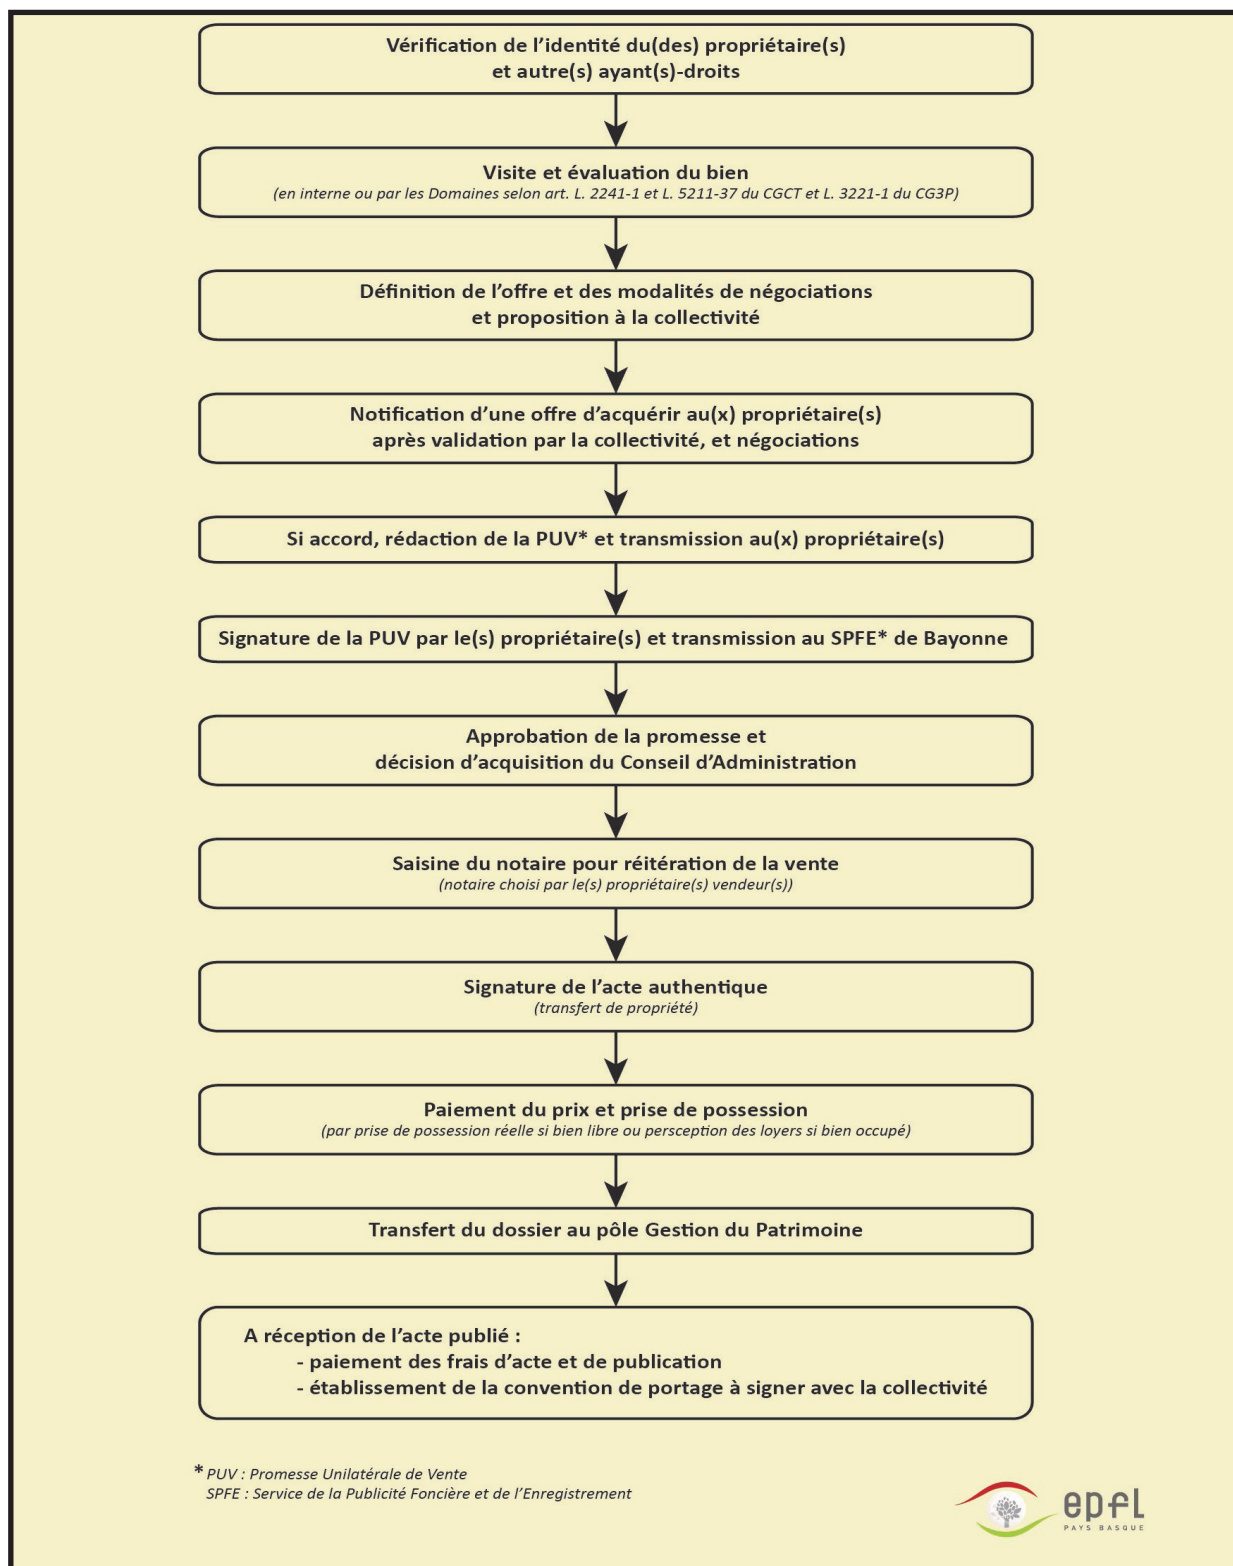 Vérification de l’identité du(des) propriétaire(s)
et autre(s) ayant(s)-droits
Visite et évaluation du bien
(en interne ou par les Domaines selon art. L. 2241-1 et L. 5211-37 du CGCT et L. 3221-1 du CG3P)
Définition de l’offre et des modalités de négociations
et proposition à la collectivité
Notification d’une offre d’acquérir au(x) propriétaire(s)
après validation par la collectivité, et négociations
Si accord, rédaction de la PUV* et transmission au(x) propriétaire(s)
Signature de la PUV par le(s) propriétaire(s) et transmission au SPFE* de Bayonne
Approbation de la promesse et
décision d’acquisition du Conseil d’Administration
Saisine du notaire pour réitération de la vente
(notaire choisi par le(s) propriétaire(s) vendeur(s))
Signature de l’acte authentique
(transfert de propriété)
Paiement du prix et prise de possession
(par prise de possession réelle si bien libre ou persception des loyers si bien occupé)
Transfert du dossier au pôle Gestion du Patrimoine
A réception de l’acte publié :
- paiement des frais d’acte et de publication
- établissement de la convention de portage à signer avec la collectivité
* PUV : Promesse Unilatérale de Vente
SPFE : Service de la Publicité Foncière et de l’Enregistrement
epfl
PAYS BASQUE